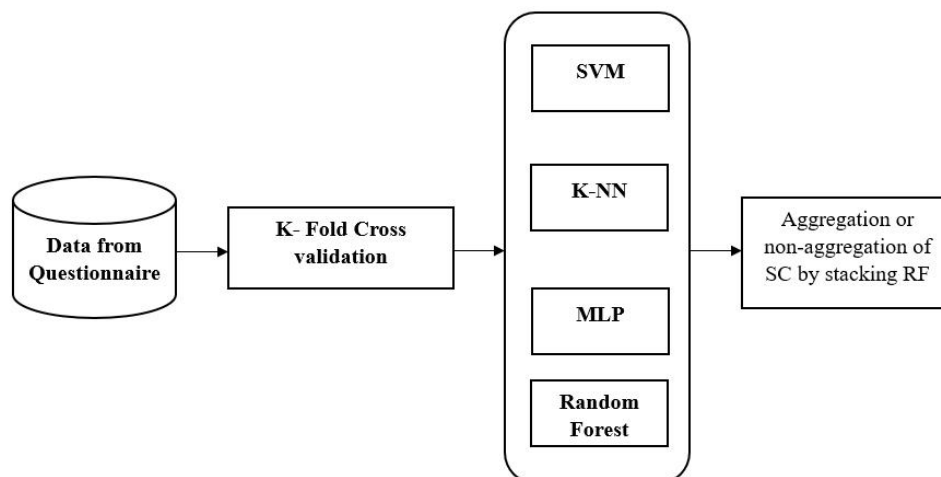 SVM
K-NN
Data from
Questionnaire
K- Fold Cross
validation
Aggregation or
non-aggregation of
SC by stacking RF
MLP
Random
Forest